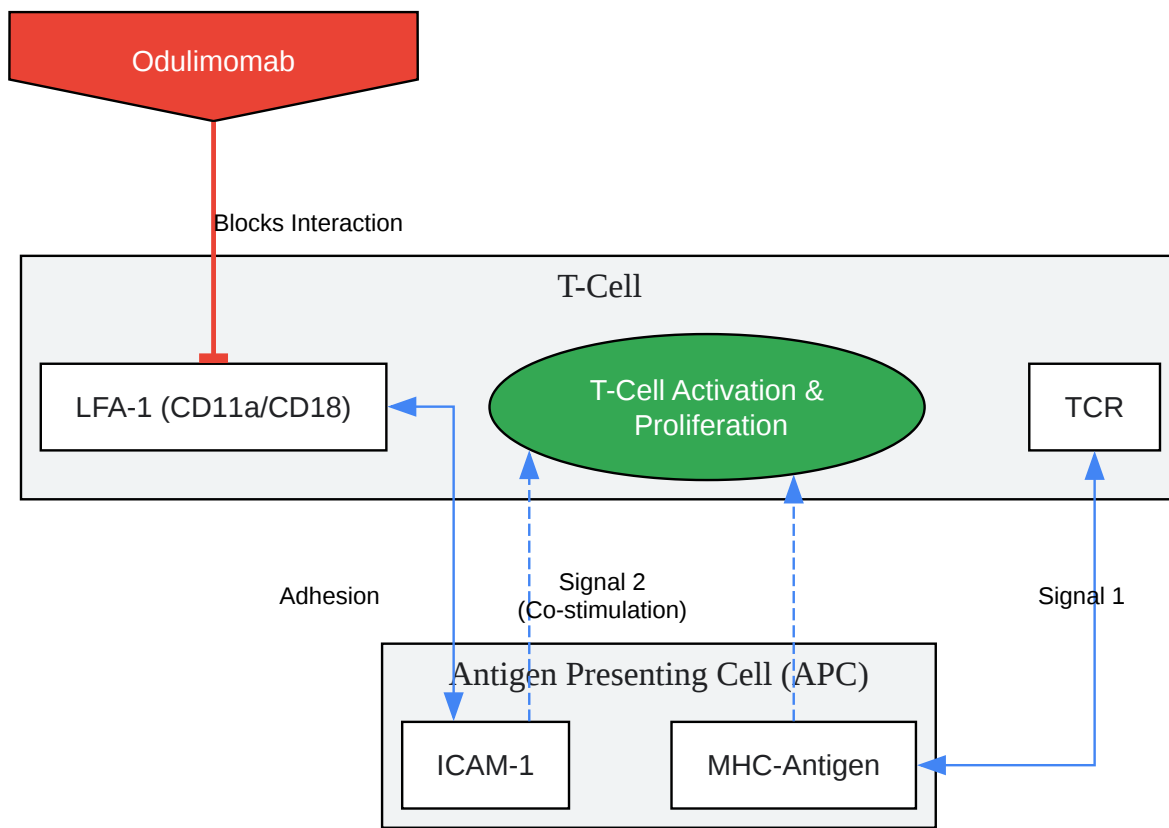 Odulimomab
Blocks Interaction
T-Cell
LFA-1 (CD11a/CD18)
T-Cell Activation &
Proliferation
TCR
Adhesion
Signal 2
(Co-stimulation)
Signal 1
Antigen Presenting Cell (APC)
ICAM-1
MHC-Antigen